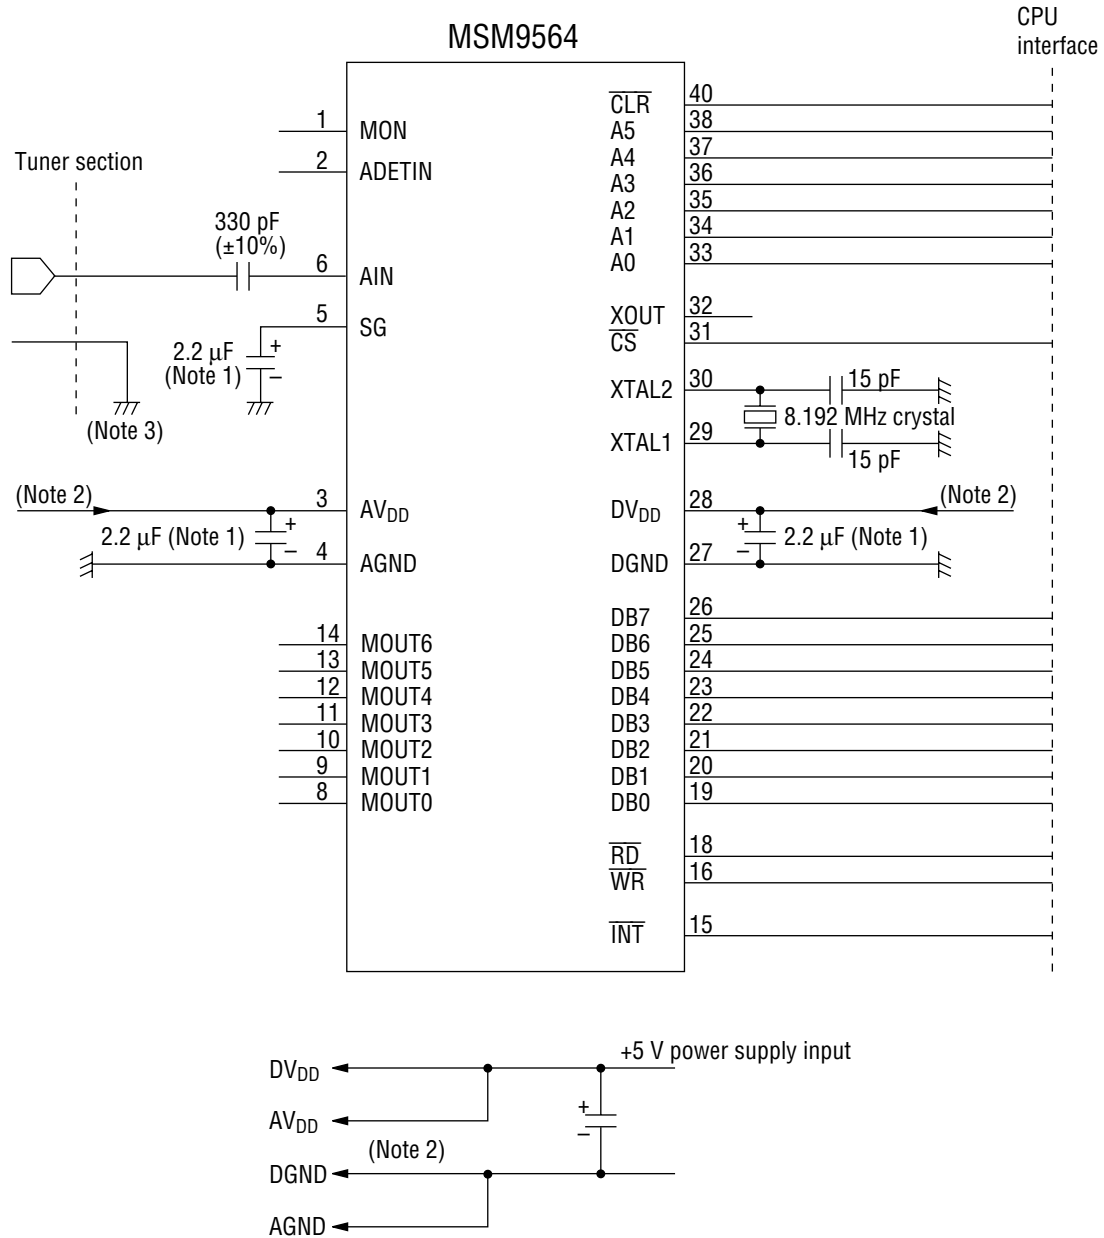 MSM9564
CPU
interface
Tuner section
1 MON
2 ADETIN
330 pF
(±10%)
6 AIN
5 SG
2.2 μF
(Note 1)
+
–
(Note 3)
(Note 2)
3 AVDD
2.2 μF (Note 1)
+
–
4 AGND
14 MOUT6
13 MOUT5
12 MOUT4
11 MOUT3
10 MOUT2
9 MOUT1
8 MOUT0
CLR 40
A5 38
A4 37
A3 36
A2 35
A1 34
A0 33
XOUT 32
CS 31
XTAL2 30
15 pF
8.192 MHz crystal
XTAL1 29
15 pF
DVDD 28
(Note 2)
+
–
2.2 μF (Note 1)
DGND 27
DB7 26
DB6 25
DB5 24
DB4 23
DB3 22
DB2 21
DB1 20
DB0 19
RD 18
WR 16
INT 15
+5 V power supply input
DVDD
AVDD
+
–
(Note 2)
DGND
AGND